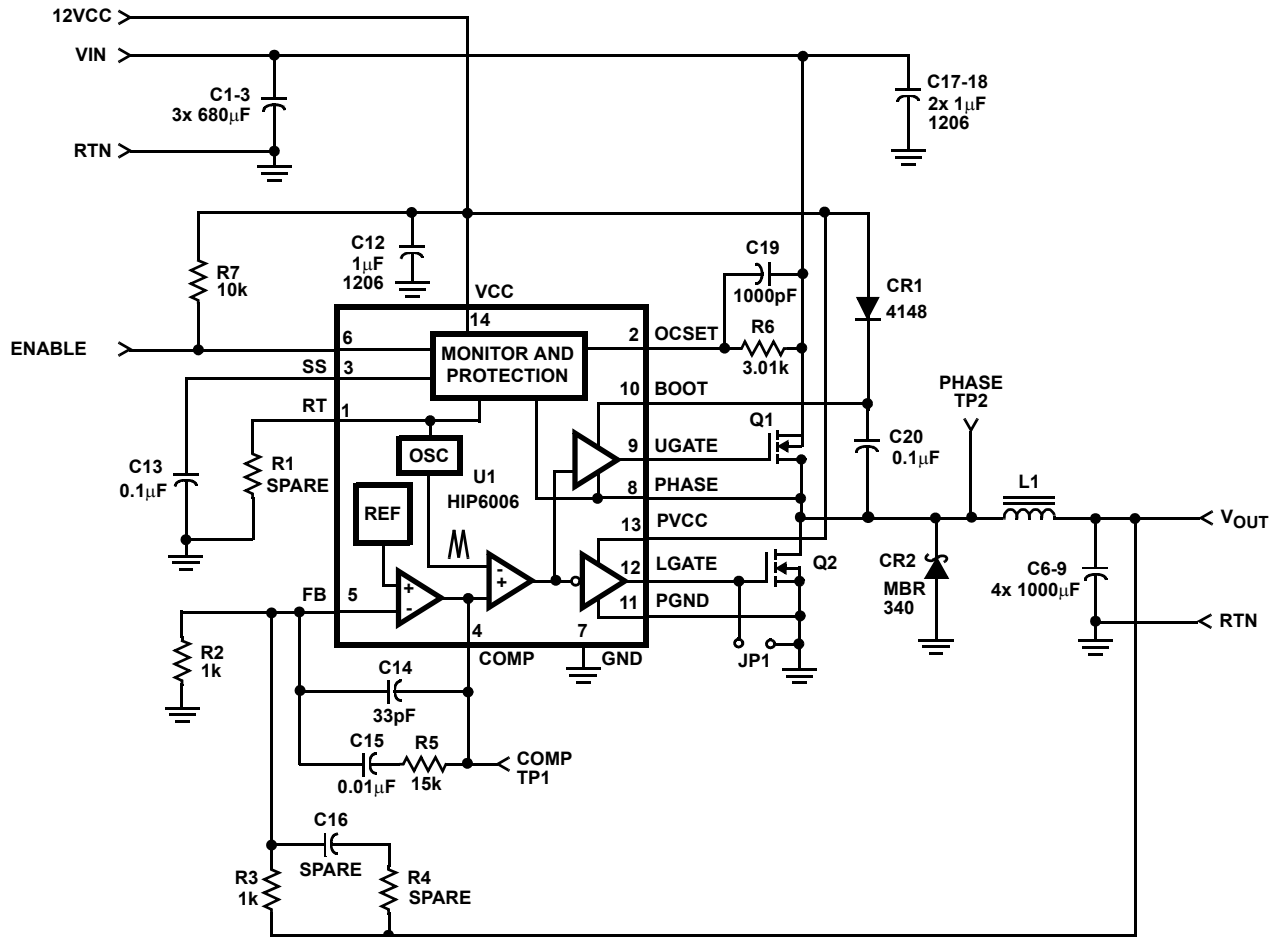 12VCC
VIN
C1-3
3x 680μF
RTN
C17-18
2x 1μF
1206
C12
1μF
1206
R7
10k
VCC
14
C19
1000pF
CR1
4148
ENABLE
6
MONITOR AND
PROTECTION
2
OCSET
R6
3.01k
SS
3
RT
1
10
BOOT
PHASE
TP2
Q1
OSC
9
UGATE
C20
0.1μF
C13
0.1μF
R1
SPARE
U1
HIP6006
8
PHASE
L1
REF
13
PVCC
VOUT
-
+
12
LGATE
Q2
CR2
MBR
340
C6-9
4x 1000μF
FB
5
+
-
11
PGND
RTN
4
7
COMP
GND
JP1
R2
1k
C14
33pF
C15
0.01μF
R5
15k
COMP
TP1
C16
SPARE
R3
1k
R4
SPARE